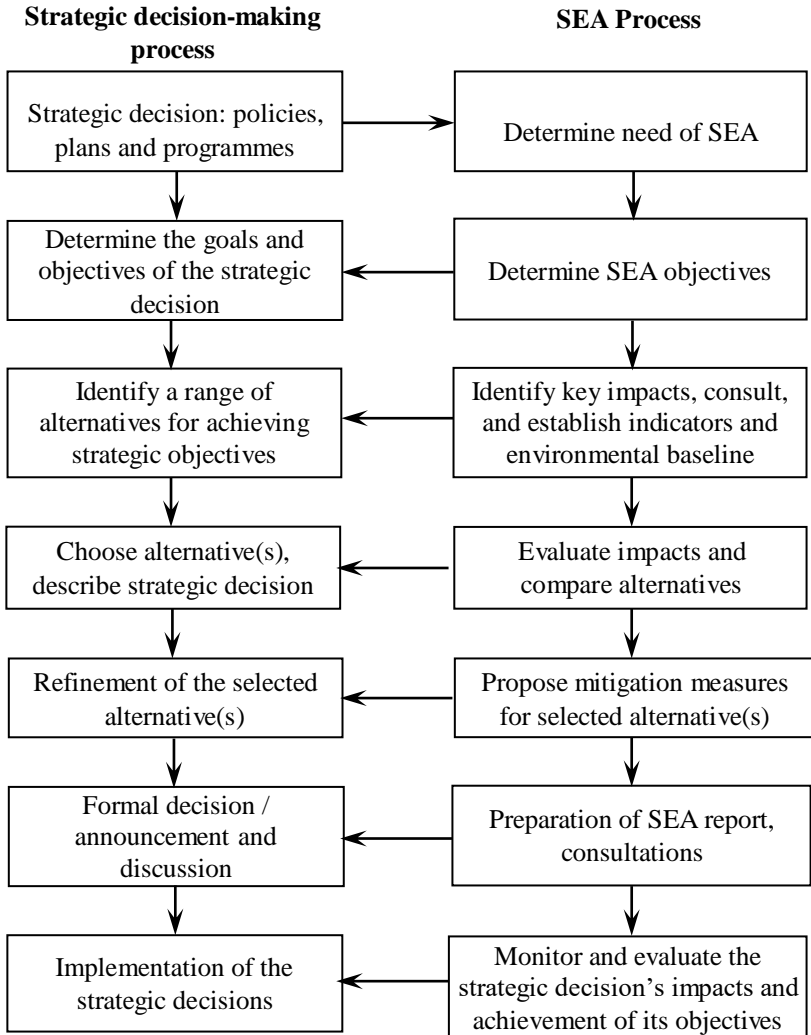 Strategic decision-making
process
SEA Process
Strategic decision: policies,
plans and programmes
Determine need of SEA
Determine the goals and
objectives of the strategic
decision
Determine SEA objectives
Identify a range of
alternatives for achieving
strategic objectives
Identify key impacts, consult,
and establish indicators and
environmental baseline
Choose alternative(s),
describe strategic decision
Evaluate impacts and
compare alternatives
Refinement of the selected
alternative(s)
Propose mitigation measures
for selected alternative(s)
Formal decision /
announcement and
discussion
Preparation of SEA report,
consultations
Implementation of the
strategic decisions
Monitor and evaluate the
strategic decision’s impacts and
achievement of its objectives